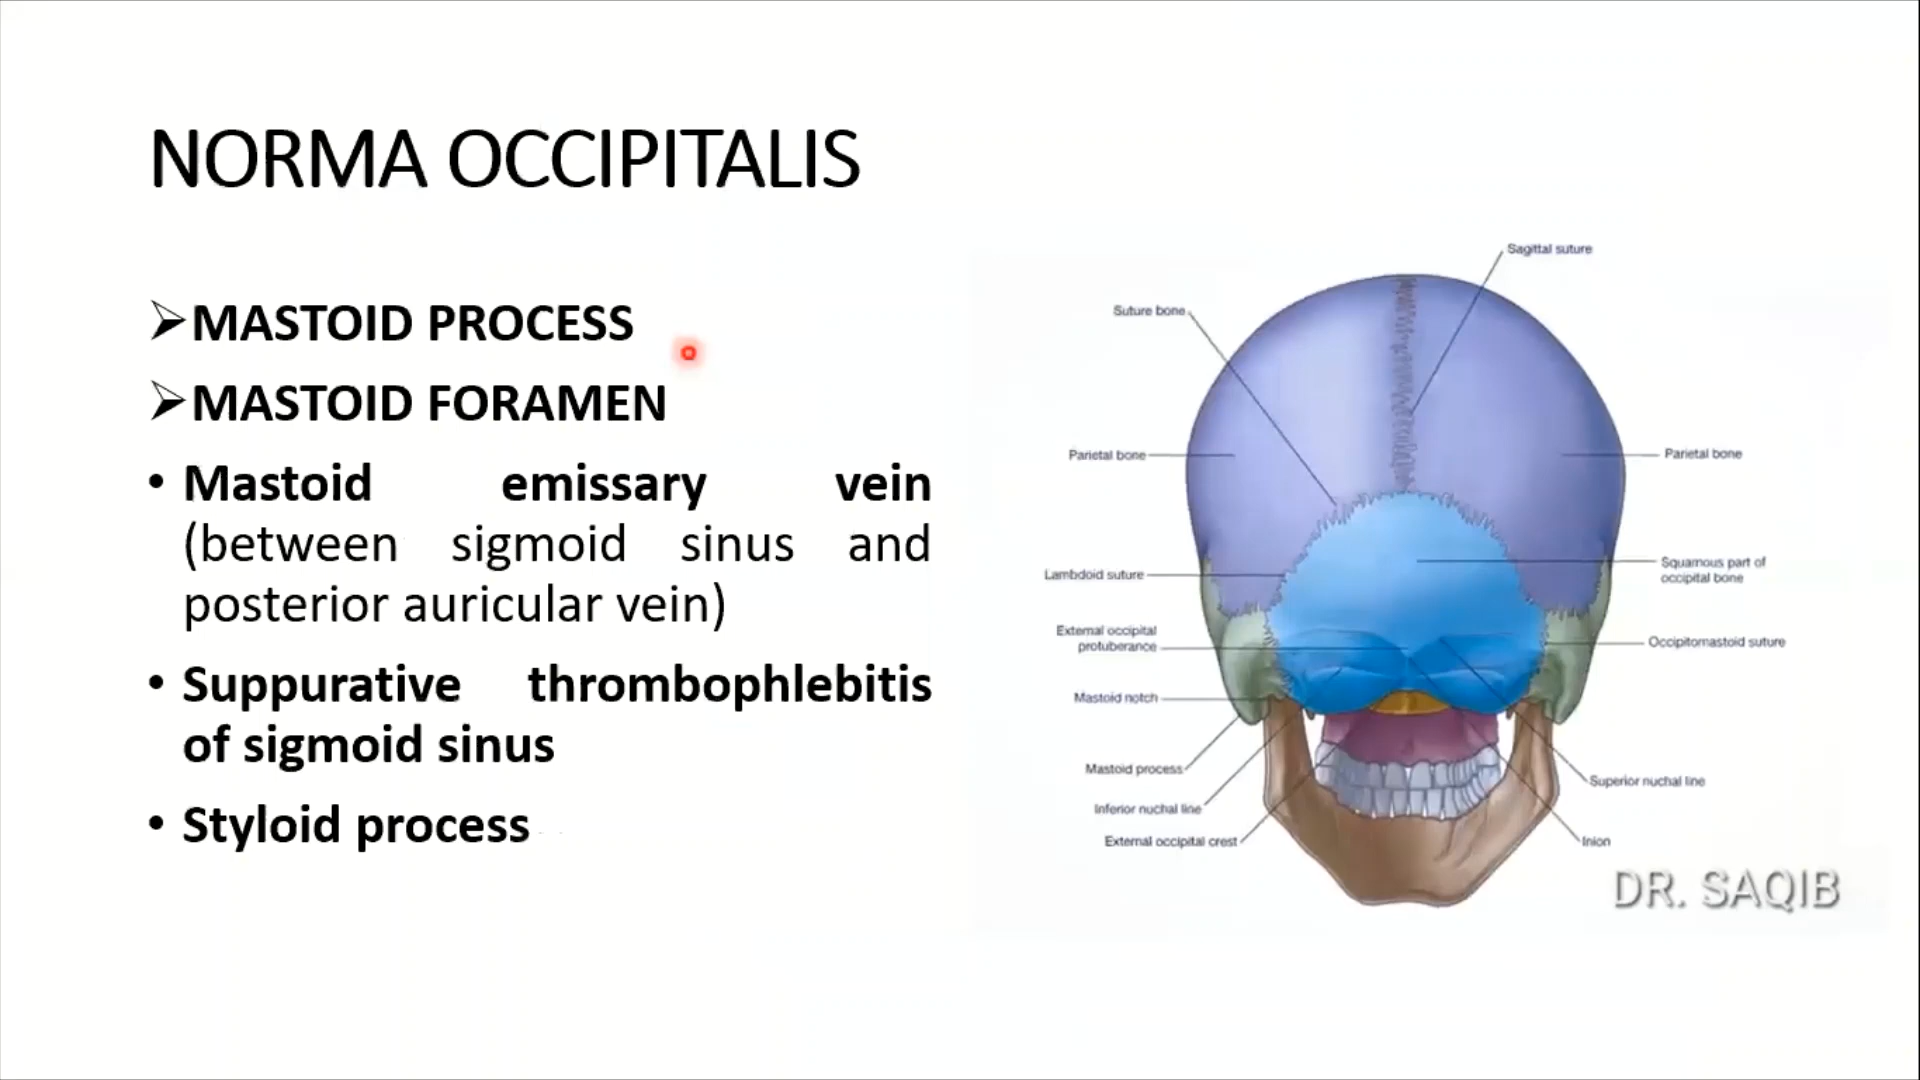 NORMA OCCIPITALIS
➢MASTOID PROCESS
➢MASTOID FORAMEN
• Mastoid emissary vein
(between sigmoid sinus and
posterior auricular vein)
• Suppurative thrombophlebitis
of sigmoid sinus
• Styloid process
Sagittal suture
Suture bone
Parietal bone
Parietal bone
Squamous part of
occipital bone
Lambdoid suture
External occipital
protuberance
Occipitomastoid suture
Mastoid notch
Mastoid process
Superior nuchal line
Inferior nuchal line
External occipital crest
Inion
DR. SAQIB